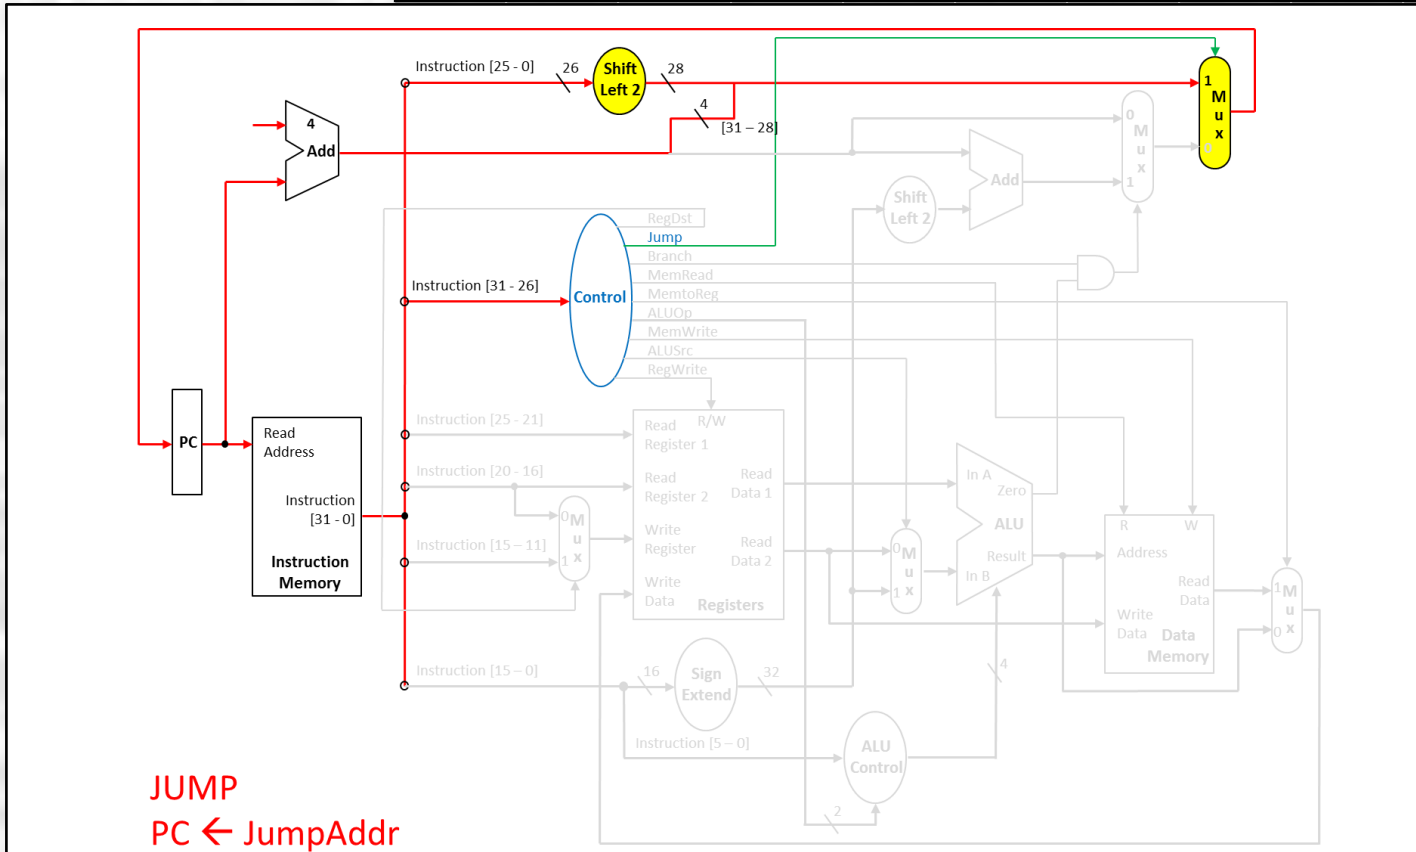 Instruction [25 - 0]
26
Shift
Left 2
28
4
[31 – 28]
1
M
u
x
0
4
Add
0
M
u
x
1
Add
Shift
Left 2
RegDst
Jump
Branch
MemRead
MemtoReg
ALUOp
MemWrite
ALUSrc
RegWrite
Instruction [31 - 26]
Control
PC
Read
Address
Instruction
[31 - 0]
Instruction
Memory
Instruction [25 - 21]
Instruction [20 - 16]
Instruction [15 – 11]
0
M
u
x
1
R/W
Read
Register 1
Read
Register 2
Write
Register
Write
Data
Read
Data 1
Read
Data 2
Registers
0
M
u
x
1
In A
Zero
ALU
Result
In B
R
W
Address
Read
Data
Write
Data
Data
Memory
1
M
u
x
0
Instruction [15 – 0]
16
Sign
Extend
32
4
Instruction [5 – 0]
ALU
Control
2
JUMP
PC ← JumpAddr